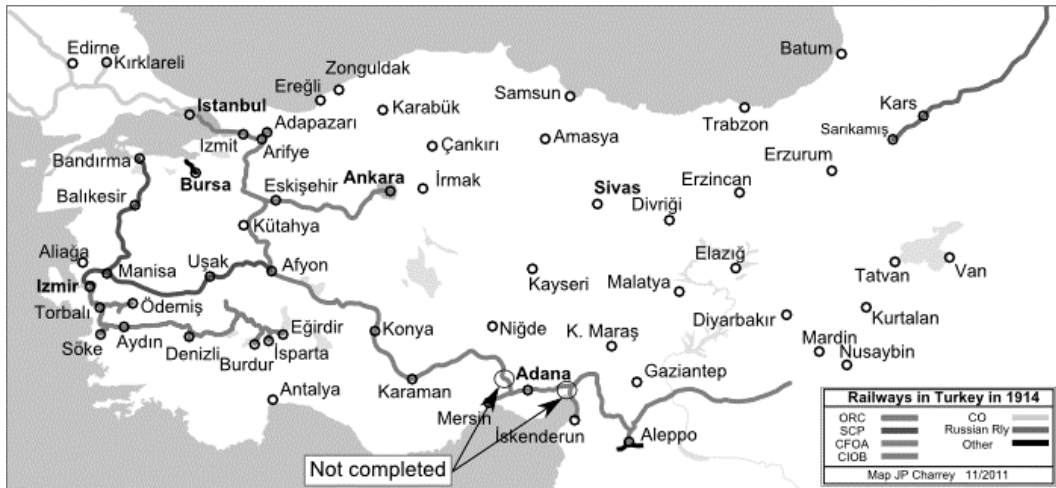 Edirne
Kırklareli
Istanbul
Izmit
Adapazarı
Arifye
Ereğli
Zonguldak
Karabük
Çankırı
Samsun
Amasya
Trabzon
Batum
Kars
Sarıkamış
Erzurum
Bandırma
Bursa
Balıkesir
Eskişehir
Ankara
İrmak
Sivas
Erzincan
Divriği
Kütahya
Aliağa
Manisa
Uşak
Afyon
Kayseri
Malatya
Elazığ
Tatvan
Van
Izmir
Torbalı
Ödemiş
Söke
Aydın
Denizli
Burdur
Eğirdir
İsparta
Konya
Niğde
K. Maraş
Diyarbakır
Kurtalan
Mardin
Nusaybin
Antalya
Karaman
Adana
Mersin
Gaziantep
İskenderun
Aleppo
Not completed
Railways in Turkey in 1914
ORC
SCP
CFOA
CIOB
CO
Russian Rly
Other
Map JP Charrey 11/2011